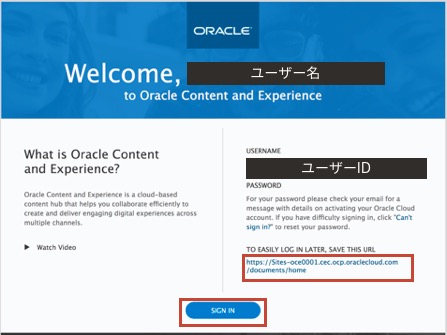 ORACLE
Welcome, ユーザー名
to Oracle Content and Experience
What is Oracle Content
and Experience?
Oracle Content and Experience is a cloud-based
content hub that helps you collaborate efficiently to
create and deliver engaging digital experiences across
multiple channels.
Watch Video
USERNAME
ユーザーID
PASSWORD
For your password please check your email for a
message with details on activating your Oracle Cloud
account. If you have difficulty signing in, click "Can't
sign in?" to reset your password.
TO EASILY LOG IN LATER, SAVE THIS URL
https://Sites-oce0001.cec.ocp.oraclecloud.com
/documents/home
SIGN IN